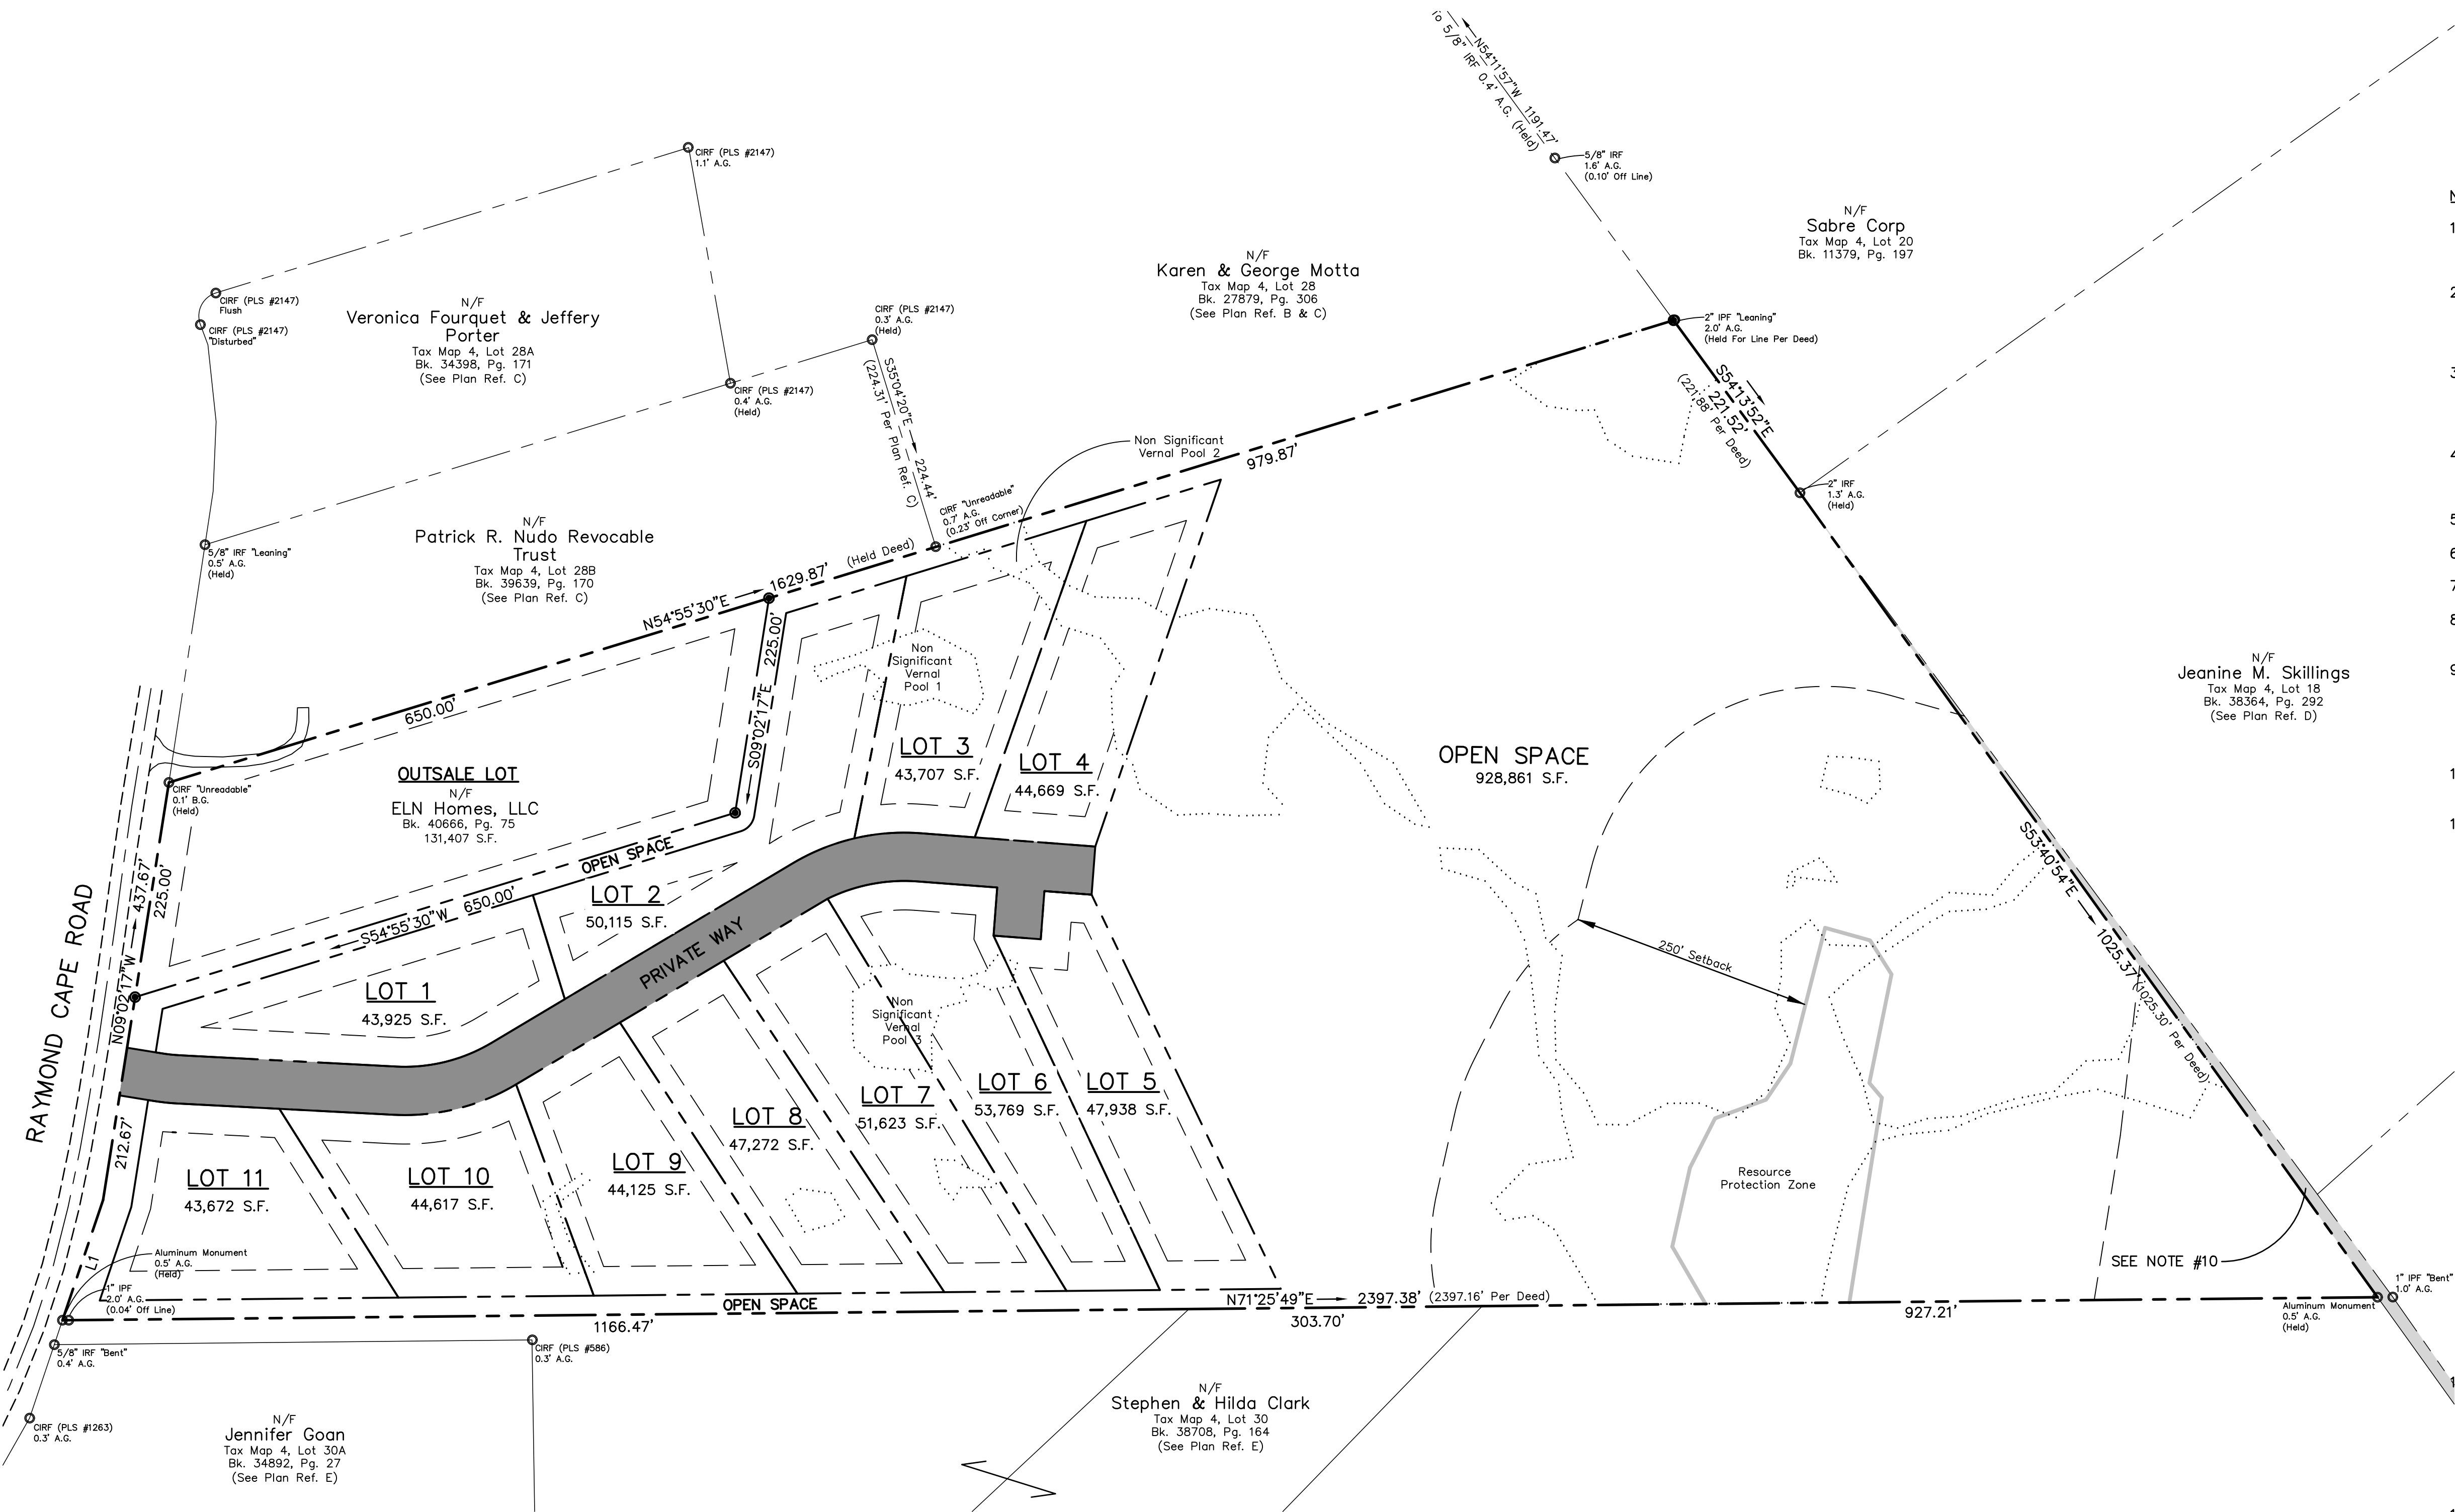 N54°11'57"W 1191.47'
To 5/8" IRF 0.4' A.G. (Held)
5/8" IRF
1.6' A.G.
(0.10' Off Line)
CIRF (PLS #2147)
1.1' A.G.
N/F
Sabre Corp
Tax Map 4, Lot 20
Bk. 11379, Pg. 197
N/F
Karen & George Motta
Tax Map 4, Lot 28
Bk. 27879, Pg. 306
(See Plan Ref. B & C)
CIRF (PLS #2147)
Flush
CIRF (PLS #2147)
"Disturbed"
N/F
Veronica Fourquet & Jeffery
Porter
Tax Map 4, Lot 28A
Bk. 34398, Pg. 171
(See Plan Ref. C)
CIRF (PLS #2147)
0.3' A.G.
(Held)
CIRF (PLS #2147)
0.4' A.G.
(Held)
S35°04'20"E 224.44'
(224.31' Per Plan Ref. C)
2" IPF "Leaning"
2.0' A.G.
(Held For Line Per Deed)
S54°13'52"E
221.52'
(221.88' Per Deed)
Non Significant
Vernal Pool 2
979.87'
2" IRF
1.3' A.G.
(Held)
CIRF "Unreadable"
0.7' A.G.
(0.23' Off Corner)
N/F
Patrick R. Nudo Revocable
Trust
Tax Map 4, Lot 28B
Bk. 39639, Pg. 170
(See Plan Ref. C)
5/8" IRF "Leaning"
0.5' A.G.
(Held)
N54°55'30"E 1629.87' (Held Deed)
650.00'
225.00'
S09°02'17"E
Non
Significant
Vernal
Pool 1
N/F
Jeanine M. Skillings
Tax Map 4, Lot 18
Bk. 38364, Pg. 292
(See Plan Ref. D)
LOT 3
43,707 S.F.
LOT 4
44,669 S.F.
OPEN SPACE
928,861 S.F.
OUTSALE LOT
N/F
ELN Homes, LLC
Bk. 40666, Pg. 75
131,407 S.F.
CIRF "Unreadable"
0.1' B.G.
(Held)
RAYMOND CAPE ROAD
N09°02'17"W 437.67'
225.00'
212.67'
S54°55'30"W 650.00'
OPEN SPACE
LOT 2
50,115 S.F.
PRIVATE WAY
LOT 1
43,925 S.F.
250' Setback
S53°40'54"E 1025.37'
(1025.30' Per Deed)
Non
Significant
Vernal
Pool 3
LOT 6
53,769 S.F.
LOT 5
47,938 S.F.
LOT 7
51,623 S.F.
LOT 8
47,272 S.F.
LOT 9
44,125 S.F.
LOT 10
44,617 S.F.
LOT 11
43,672 S.F.
Resource
Protection Zone
L1
Aluminum Monument
0.5' A.G.
(Held)
1" IPF
2.0' A.G.
(0.04' Off Line)
SEE NOTE #10
1" IPF "Bent"
1.0' A.G.
Aluminum Monument
0.5' A.G.
(Held)
OPEN SPACE
N71°25'49"E 2397.38' (2397.16' Per Deed)
1166.47'
303.70'
927.21'
5/8" IRF "Bent"
0.4' A.G.
CIRF (PLS #586)
0.3' A.G.
CIRF (PLS #1263)
0.3' A.G.
N/F
Jennifer Goan
Tax Map 4, Lot 30A
Bk. 34892, Pg. 27
(See Plan Ref. E)
N/F
Stephen & Hilda Clark
Tax Map 4, Lot 30
Bk. 38708, Pg. 164
(See Plan Ref. E)